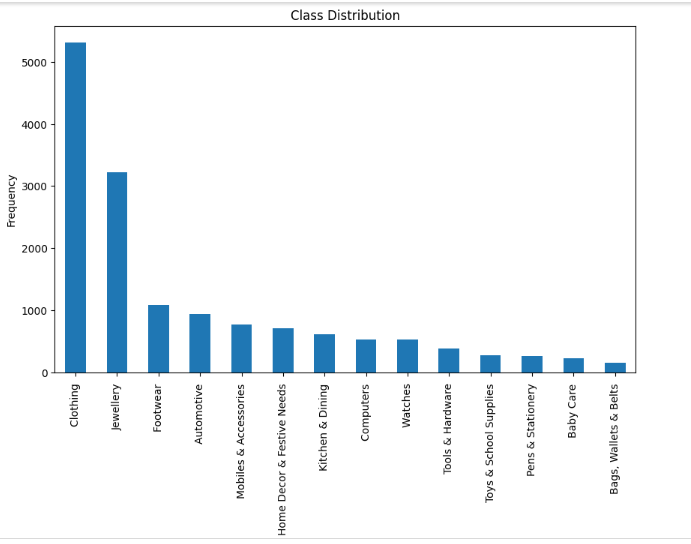 Class Distribution
Frequency
5000
4000
3000
2000
1000
0
Clothing
Jewellery
Footwear
Automotive
Mobiles & Accessories
Home Decor & Festive Needs
Kitchen & Dining
Computers
Watches
Tools & Hardware
Toys & School Supplies
Pens & Stationery
Baby Care
Bags, Wallets & Belts